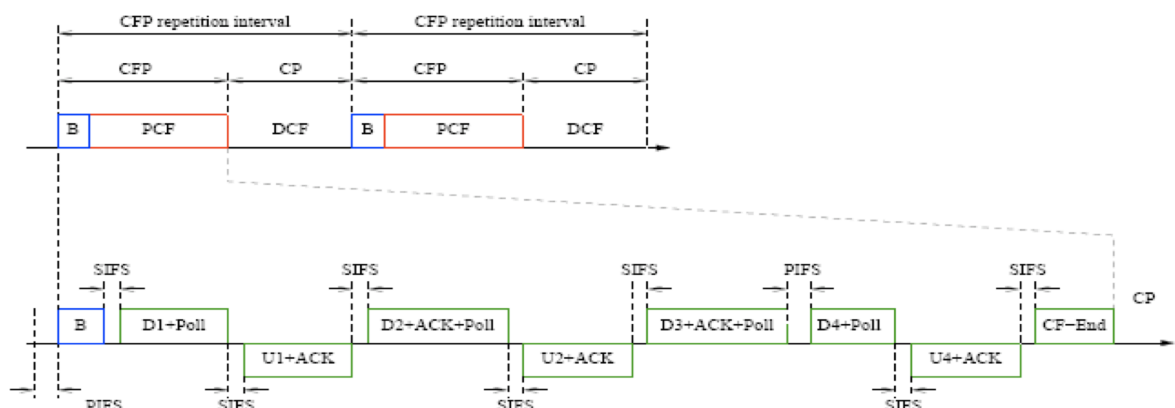 CFP repetition interval CFP repetition interval
CFP CP CFP CP
B PCF DCF B PCF DCF
SIFS SIFS SIFS PIFS SIFS
CP
B D1+Poll D2+ACK+Poll D3+ACK+Poll D4+Poll CF−End
U1+ACK U2+ACK U4+ACK
PIFS SIFS SIFS SIFS